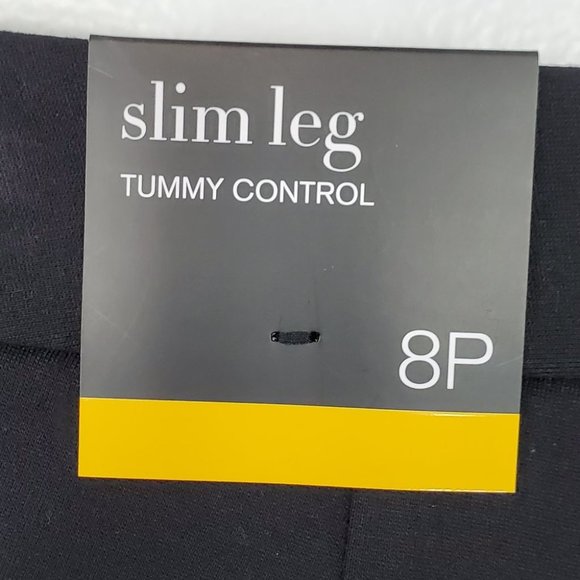 slim leg
TUMMY CONTROL
8P